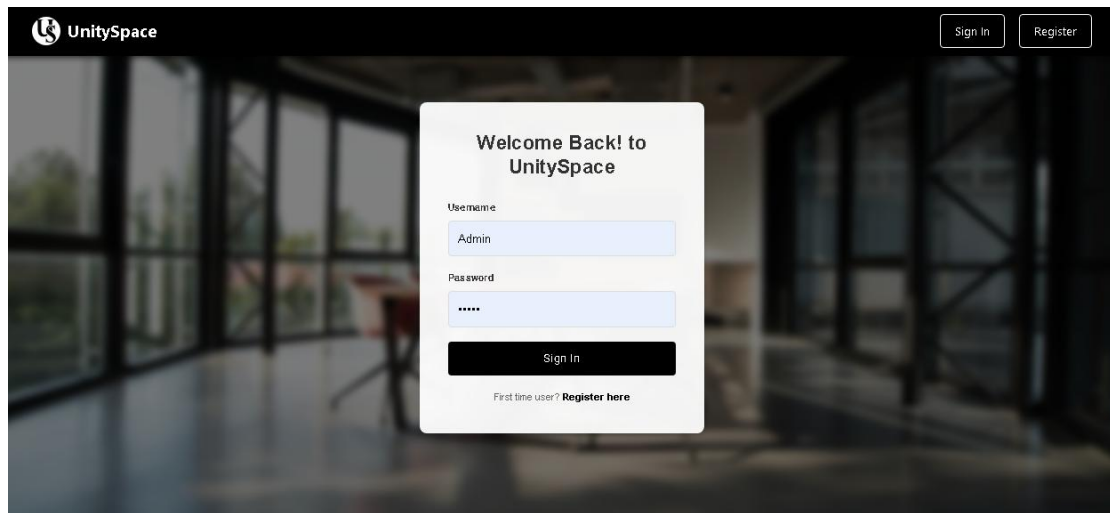 UnitySpace
Sign In
Register
Welcome Back! to
UnitySpace
Username
Admin
Password
•••••
Sign In
First time user? Register here